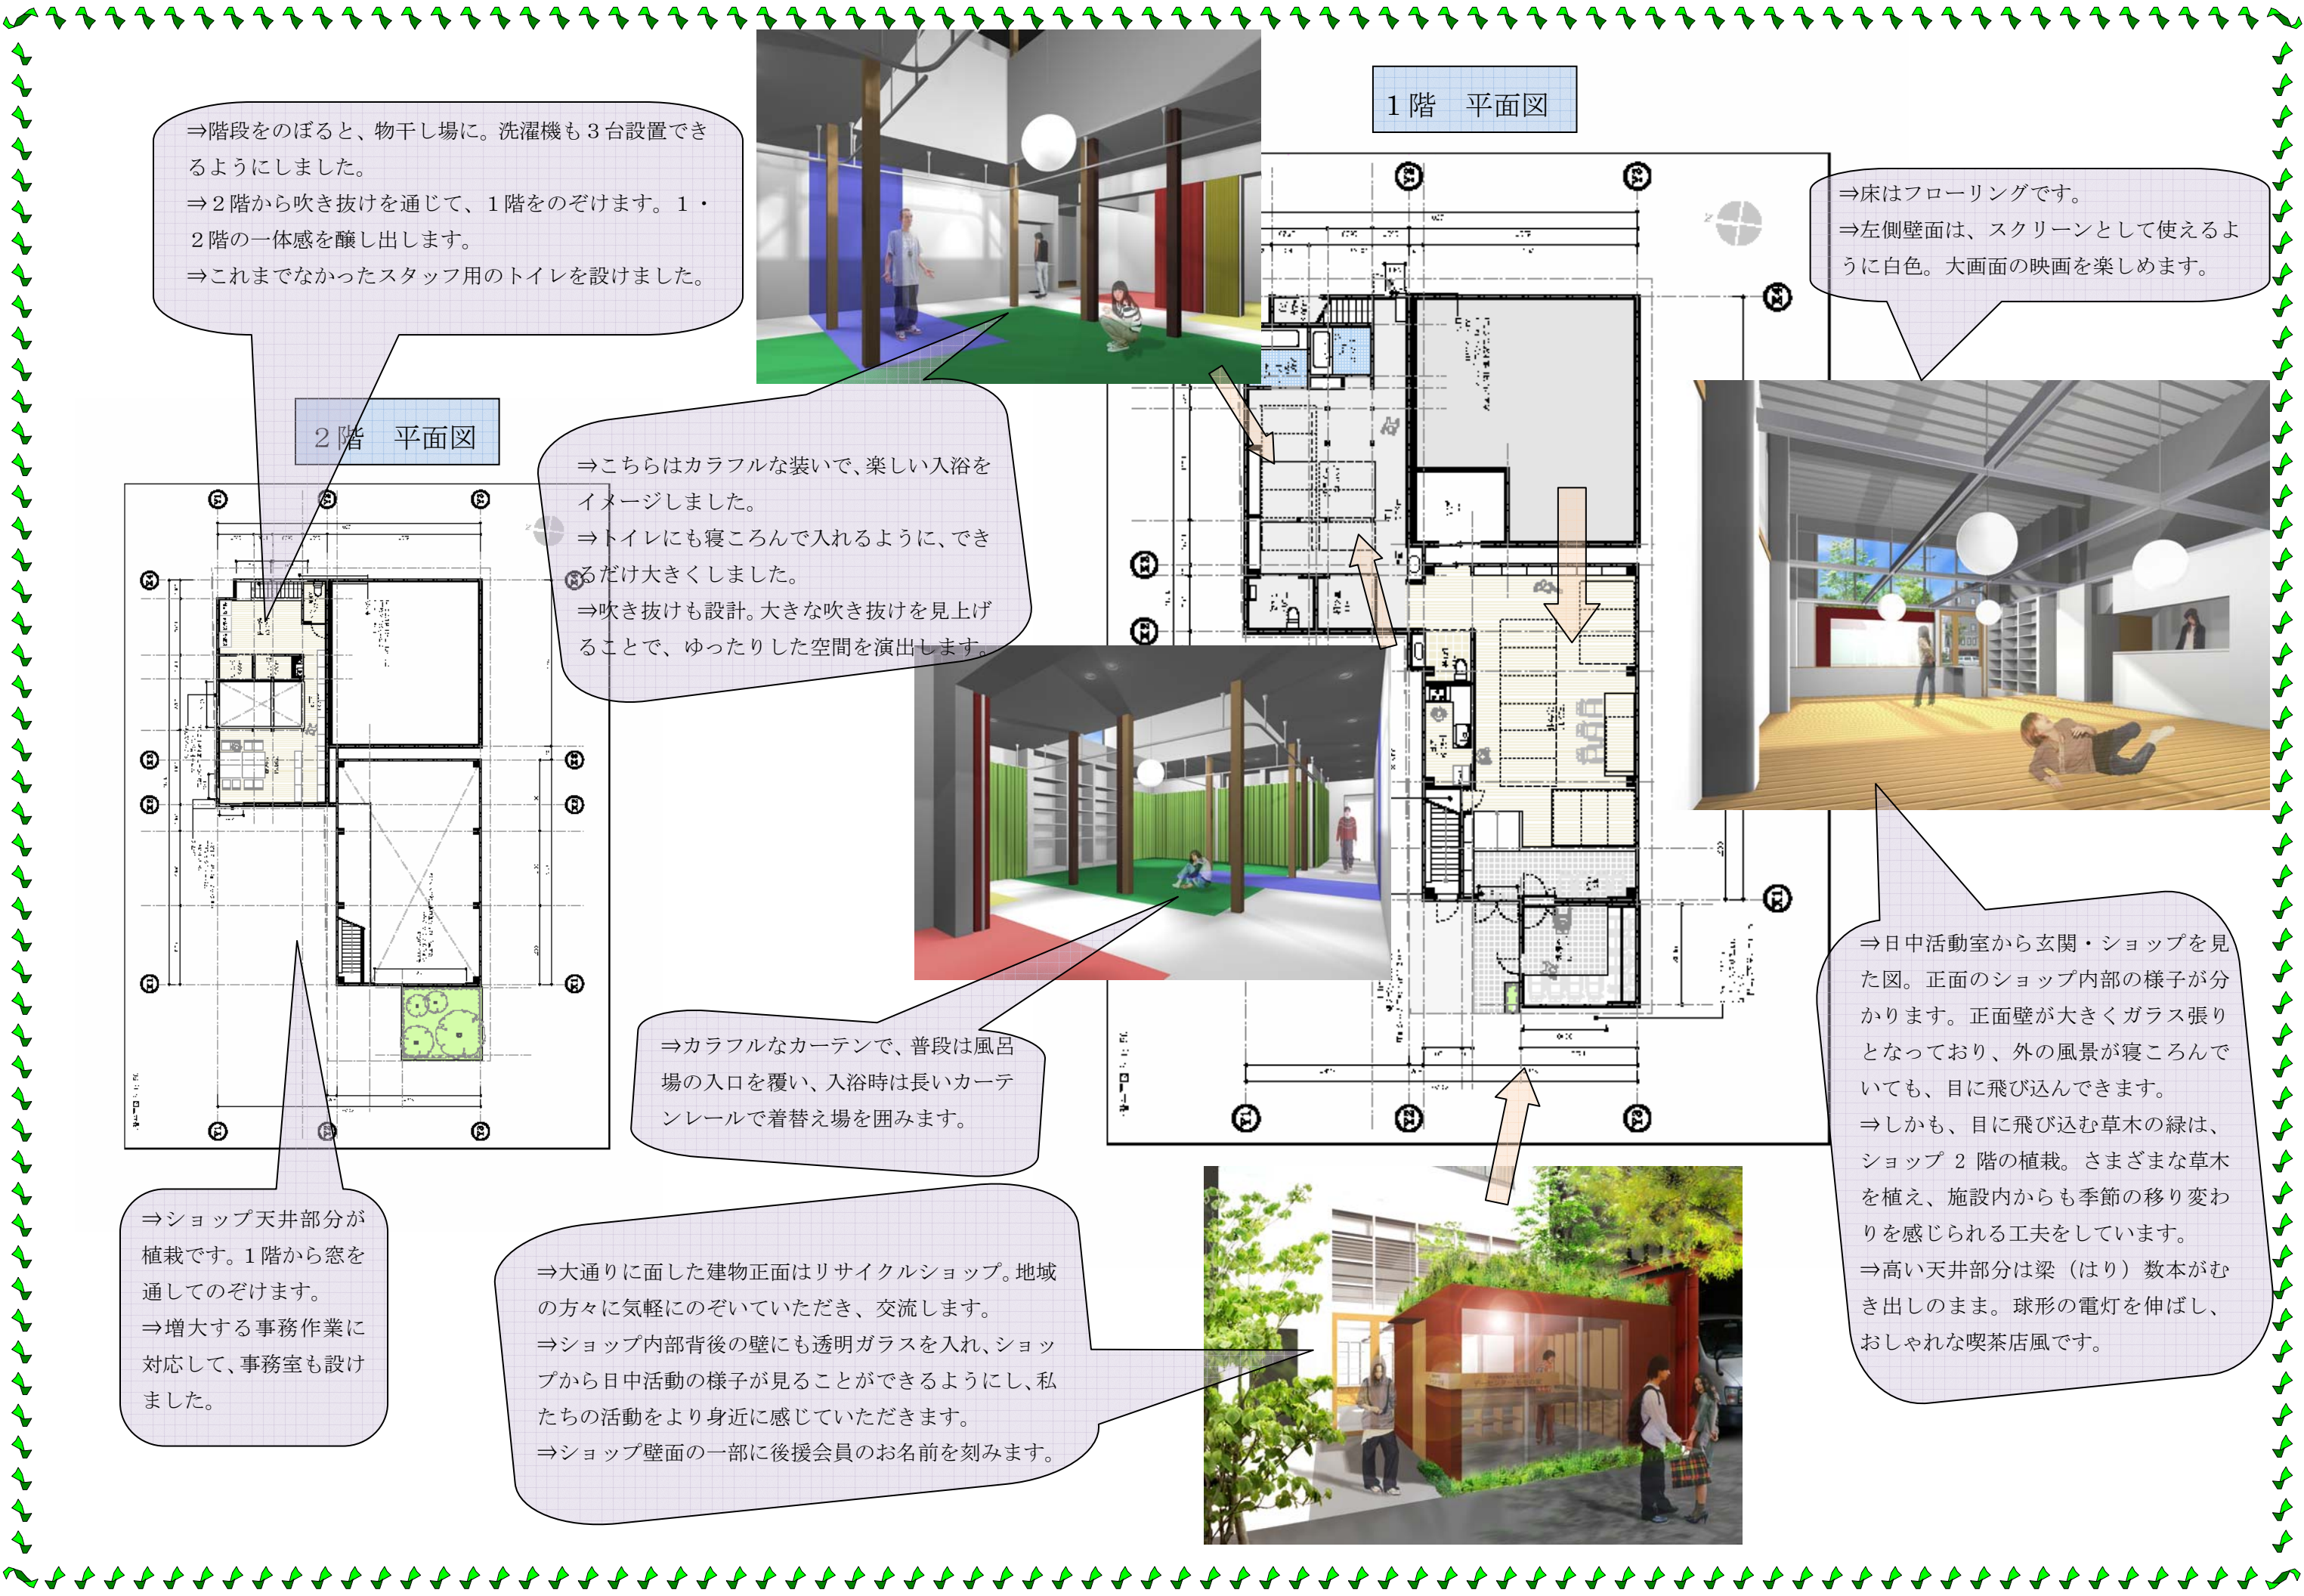 １階　平面図
⇒階段をのぼると、物干し場に。洗濯機も３台設置でき
るようにしました。
⇒２階から吹き抜けを通じて、１階をのぞけます。１・
２階の一体感を醸し出します。
⇒これまでなかったスタッフ用のトイレを設けました。
⇒床はフローリングです。
⇒左側壁面は、スクリーンとして使えるよ
うに白色。大画面の映画を楽しめます。
２階　平面図
⇒こちらはカラフルな装いで、楽しい入浴を
イメージしました。
⇒トイレにも寝ころんで入れるように、でき
るだけ大きくしました。
⇒吹き抜けも設計。大きな吹き抜けを見上げ
ることで、ゆったりした空間を演出します。
⇒日中活動室から玄関・ショップを見
た図。正面のショップ内部の様子が分
かります。正面壁が大きくガラス張り
となっており、外の風景が寝ころんで
いても、目に飛び込んできます。
⇒しかも、目に飛び込む草木の緑は、
ショップ 2 階の植栽。さまざまな草木
を植え、施設内からも季節の移り変わ
りを感じられる工夫をしています。
⇒高い天井部分は梁（はり）数本がむ
き出しのまま。球形の電灯を伸ばし、
おしゃれな喫茶店風です。
⇒カラフルなカーテンで、普段は風呂
場の入口を覆い、入浴時は長いカーテ
ンレールで着替え場を囲みます。
⇒ショップ天井部分が
植栽です。１階から窓を
通してのぞけます。
⇒増大する事務作業に
対応して、事務室も設け
ました。
⇒大通りに面した建物正面はリサイクルショップ。地域
の方々に気軽にのぞいていただき、交流します。
⇒ショップ内部背後の壁にも透明ガラスを入れ、ショッ
プから日中活動の様子が見ることができるようにし、私
たちの活動をより身近に感じていただきます。
⇒ショップ壁面の一部に後援会員のお名前を刻みます。